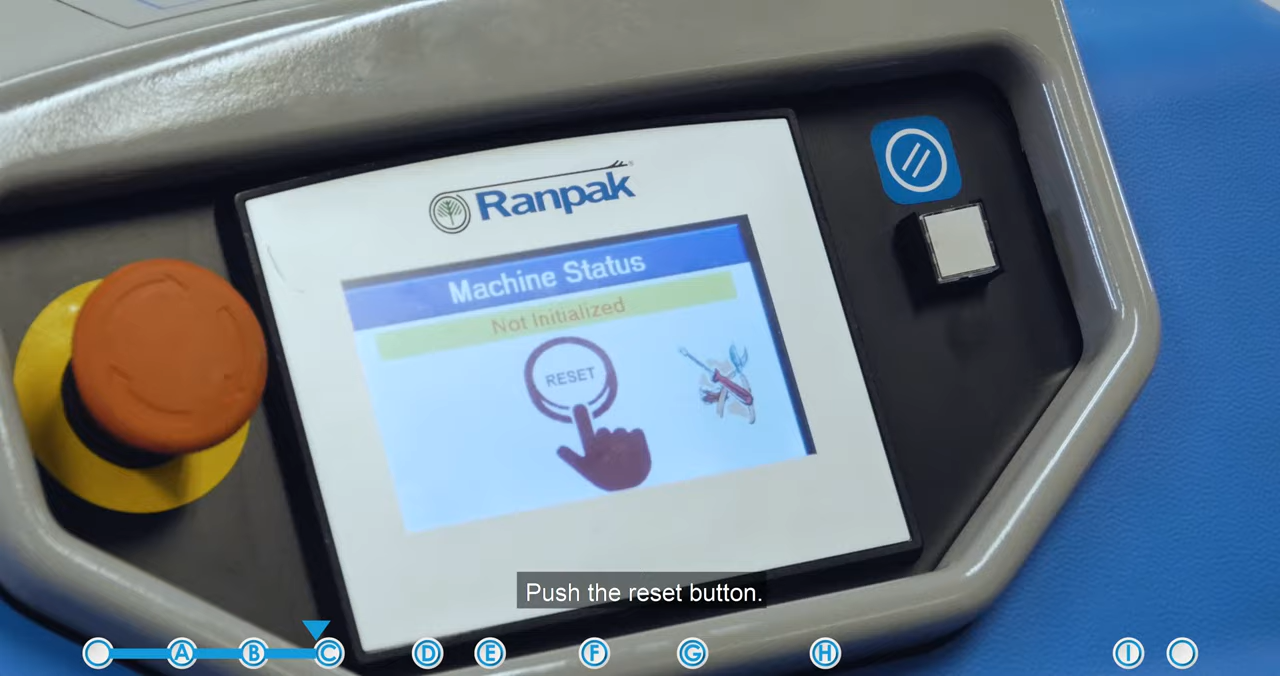 Ranpak
Machine Status
Not Initialized
RESET
Push the reset button.
A B C D E F G H I